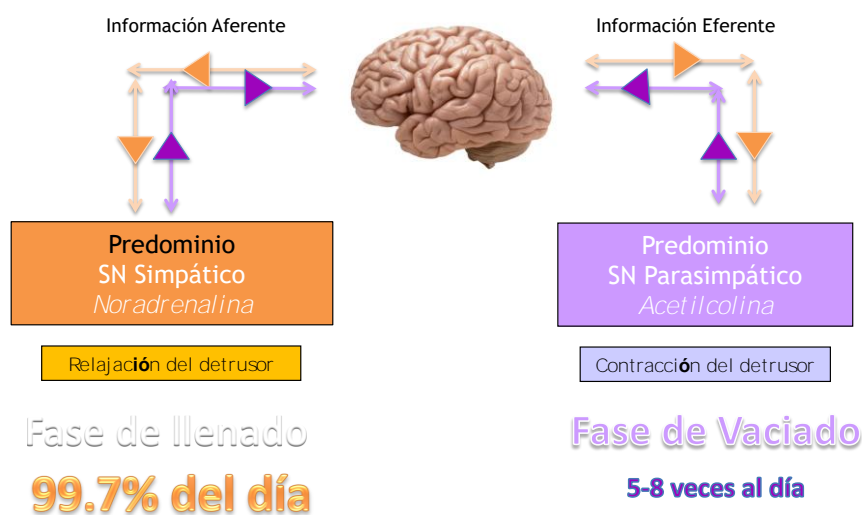 Información Aferente
Información Eferente
Predominio
SN Simpático
Noradrenalina
Predominio
SN Parasimpático
Acetilcolina
Relajación del detrusor
Contracción del detrusor
Fase de llenado
Fase de Vaciado
99.7% del día
5-8 veces al día